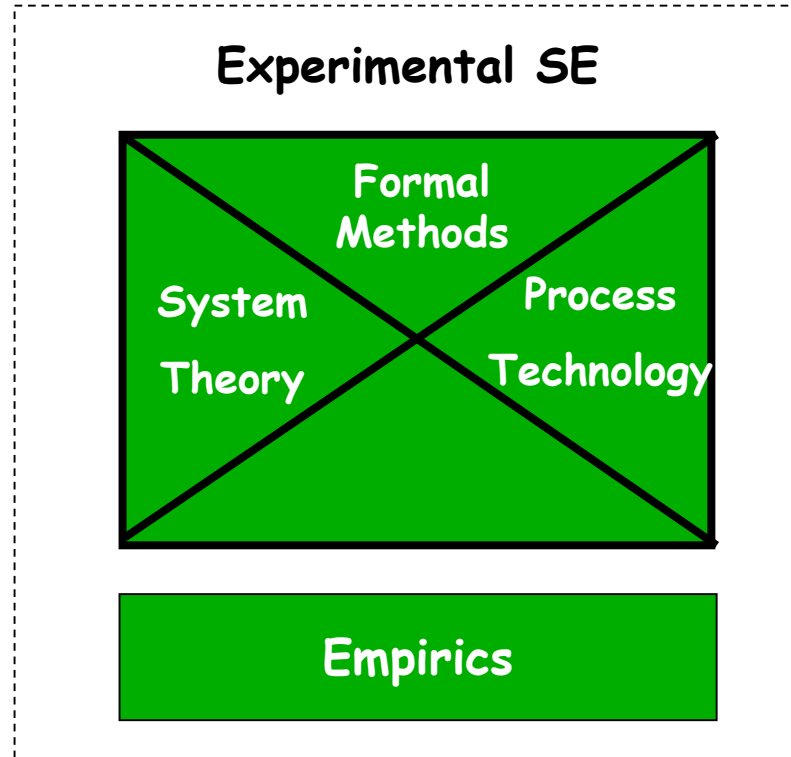 Experimental SE
Formal
Methods
System
Theory
Process
Technology
Empirics